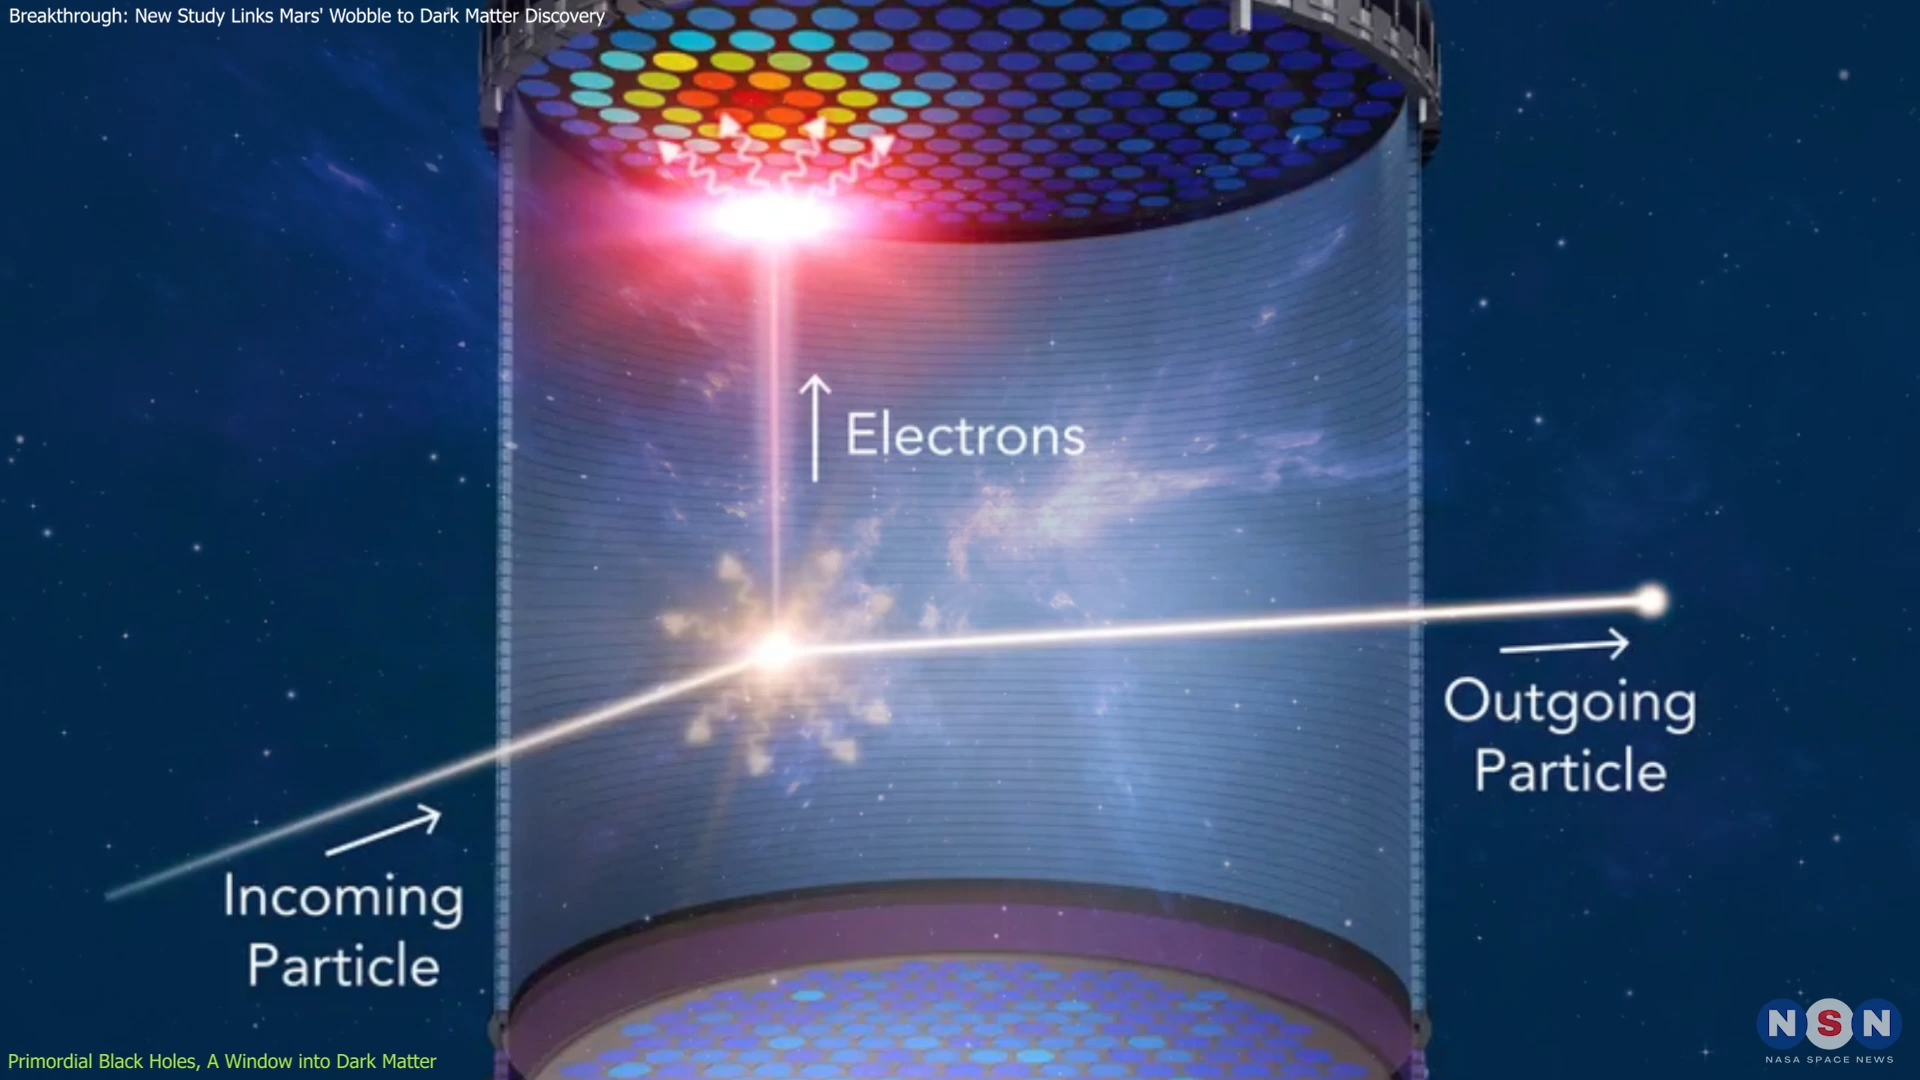 Breakthrough: New Study Links Mars' Wobble to Dark Matter Discovery
Electrons
Outgoing
Particle
Incoming
Particle
Primordial Black Holes, A Window into Dark Matter
NSN
NASA SPACE NEWS